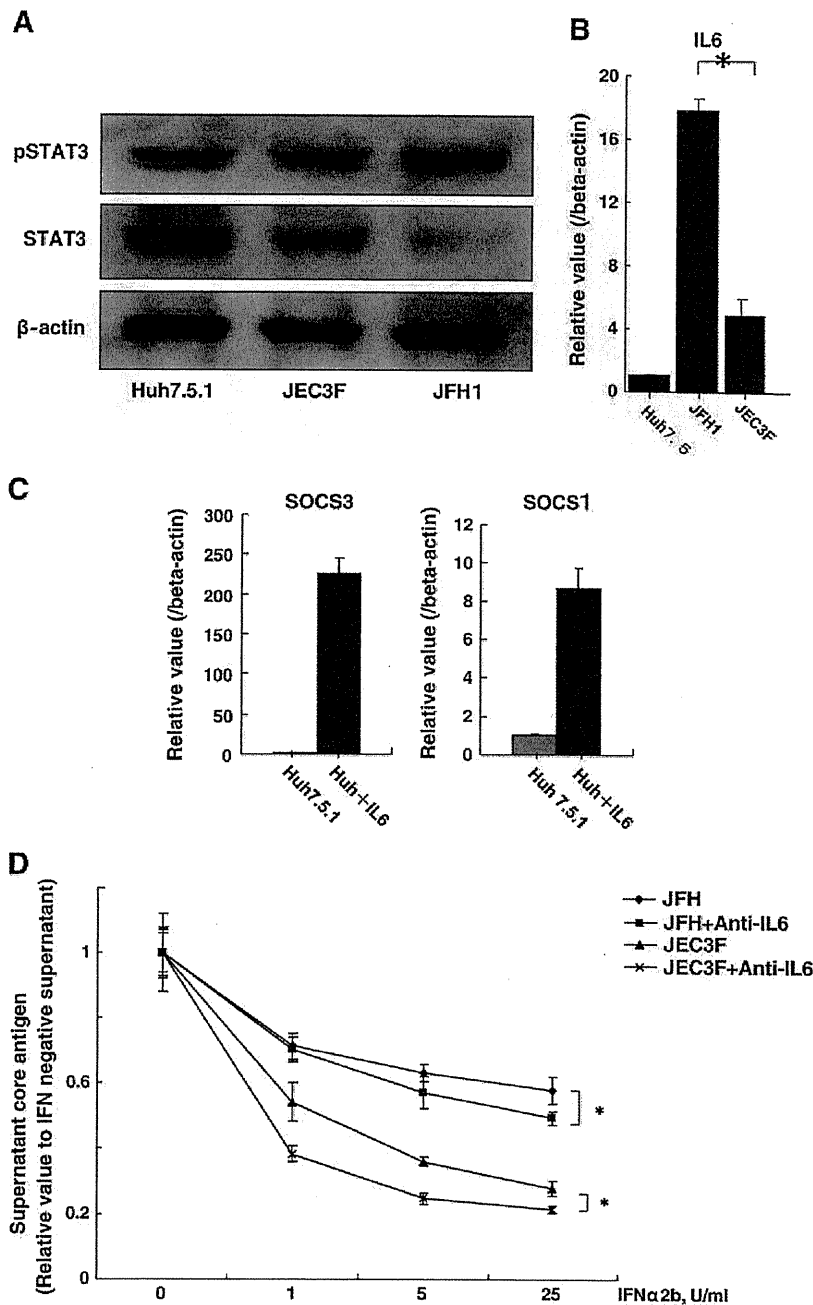 A
pSTAT3
STAT3
β-actin
Huh7.5.1 JEC3F JFH1
B
IL6
*
Relative value (/beta-actin)
20
16
12
8
4
0
Huh7. 5
JFH1
JEC3F
C
SOCS3
Relative value (/beta-actin)
300
250
200
150
100
50
0
Huh7.5.1
Huh+IL6
SOCS1
Relative value (/beta-actin)
12
10
8
6
4
2
0
Huh 7.5.1
Huh+IL6
D
Supernatant core antigen
(Relative value to IFN negative supernatant)
1
0.6
0.2
0
JFH
JFH+Anti-IL6
JEC3F
JEC3F+Anti-IL6
*
*
0 1 5 25 IFNα2b, U/ml